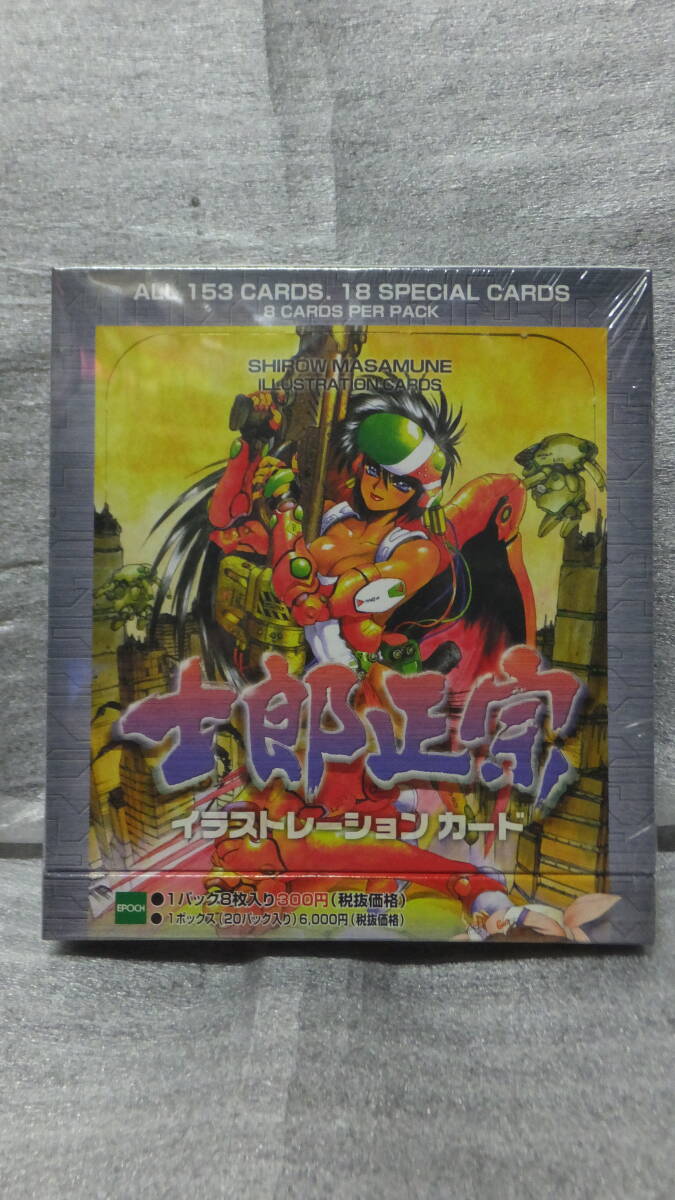 ALL 153 CARDS. 18 SPECIAL CARDS
8 CARDS PER PACK
SHIROW MASAMUNE
ILLUSTRATION CARDS
士郎正宗
イラストレーション カード
EPOCH
●1パック8枚入り300円(税抜価格)
●1ボックス(20パック入り)6,000円(税抜価格)